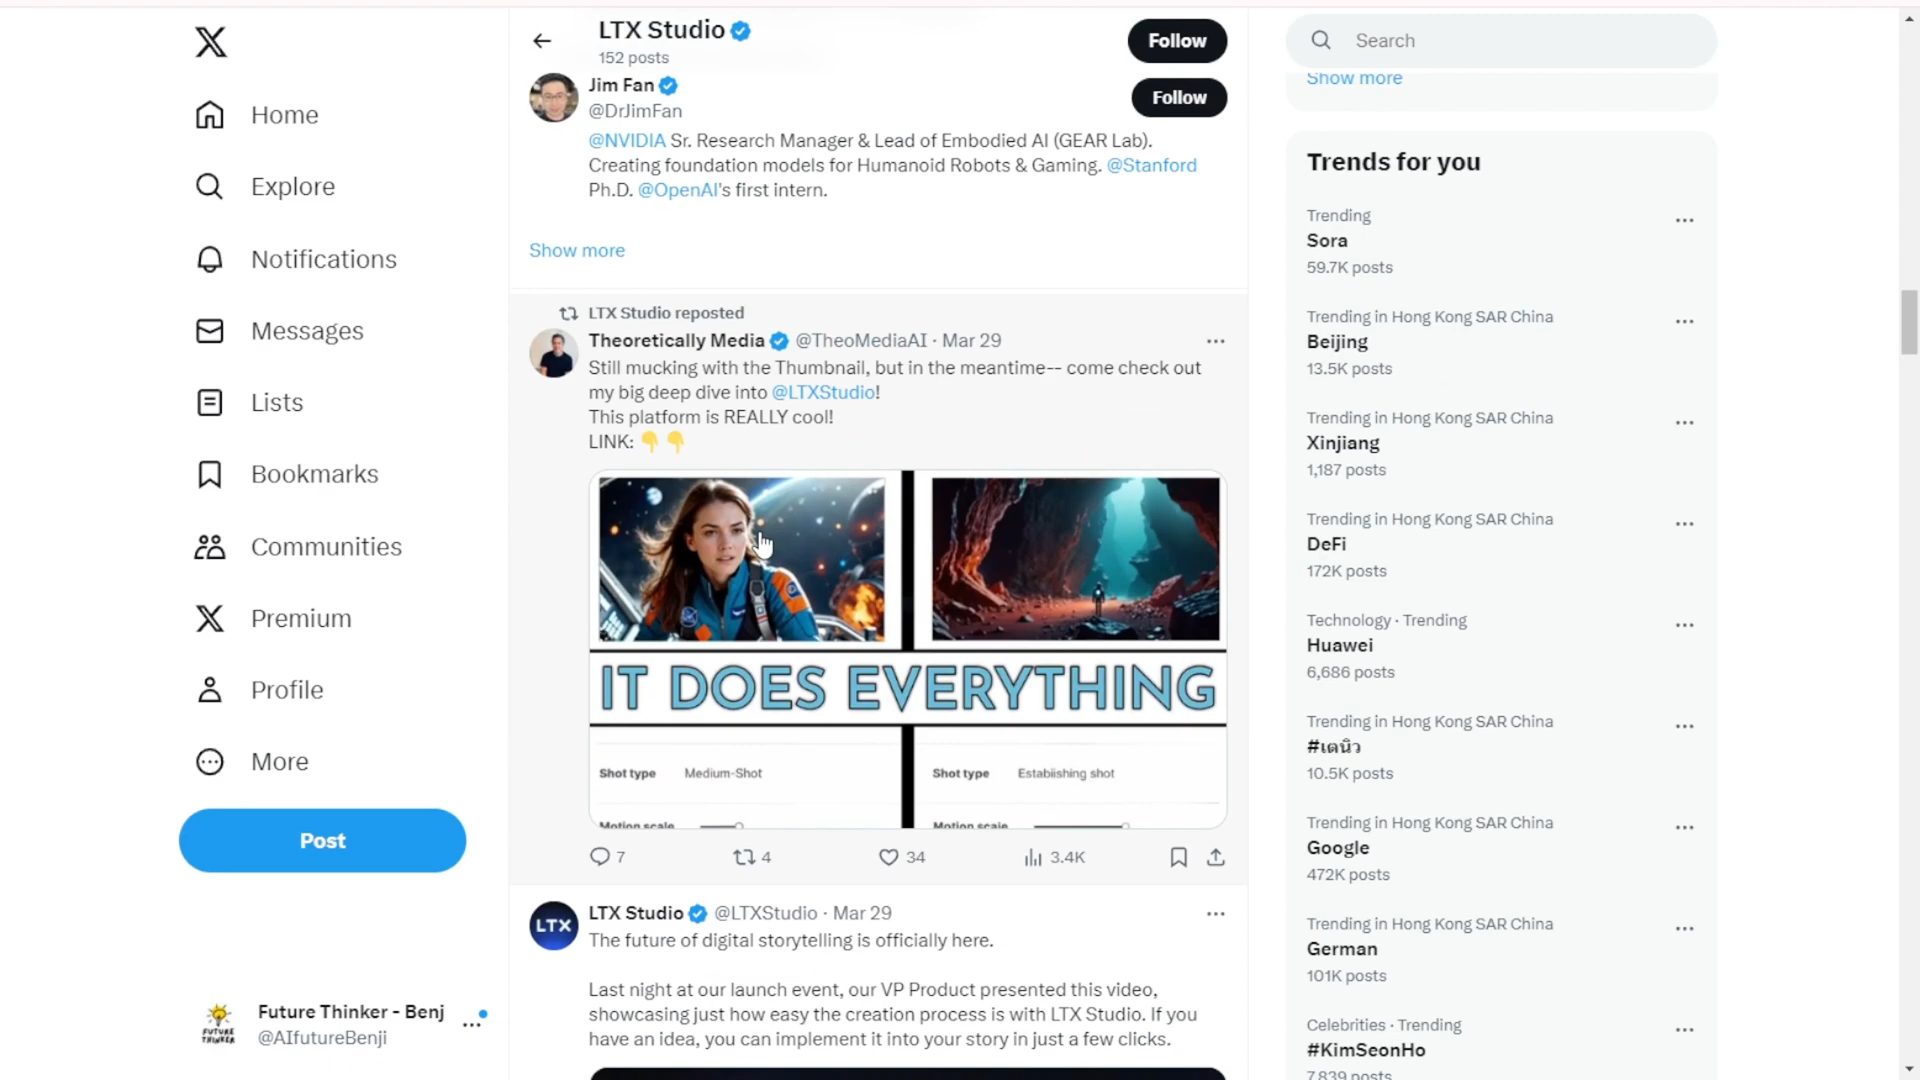 Home
Explore
Notifications
Messages
Lists
Bookmarks
Communities
Premium
Profile
More
Post
Future Thinker - Benj
@AIfutureBenji
FUTURE
THINKER
LTX Studio
152 posts
Follow
Jim Fan
@DrJimFan
Follow
@NVIDIA Sr. Research Manager & Lead of Embodied AI (GEAR Lab).
Creating foundation models for Humanoid Robots & Gaming. @Stanford
Ph.D. @OpenAI's first intern.
Show more
LTX Studio reposted
Theoretically Media @TheoMediaAI · Mar 29
Still mucking with the Thumbnail, but in the meantime-- come check out
my big deep dive into @LTXStudio!
This platform is REALLY cool!
LINK: 👇👇
IT DOES EVERYTHING
Shot type Medium-Shot
Shot type Establishing shot
Motion scale
Motion scale
7 4 34 3.4K
LTX
LTX Studio @LTXStudio · Mar 29
The future of digital storytelling is officially here.
Last night at our launch event, our VP Product presented this video,
showcasing just how easy the creation process is with LTX Studio. If you
have an idea, you can implement it into your story in just a few clicks.
Search
Show more
Trends for you
Trending
Sora
59.7K posts
Trending in Hong Kong SAR China
Beijing
13.5K posts
Trending in Hong Kong SAR China
Xinjiang
1,187 posts
Trending in Hong Kong SAR China
DeFi
172K posts
Technology · Trending
Huawei
6,686 posts
Trending in Hong Kong SAR China
#เตนิว
10.5K posts
Trending in Hong Kong SAR China
Google
472K posts
Trending in Hong Kong SAR China
German
101K posts
Celebrities · Trending
#KimSeonHo
7,839 posts